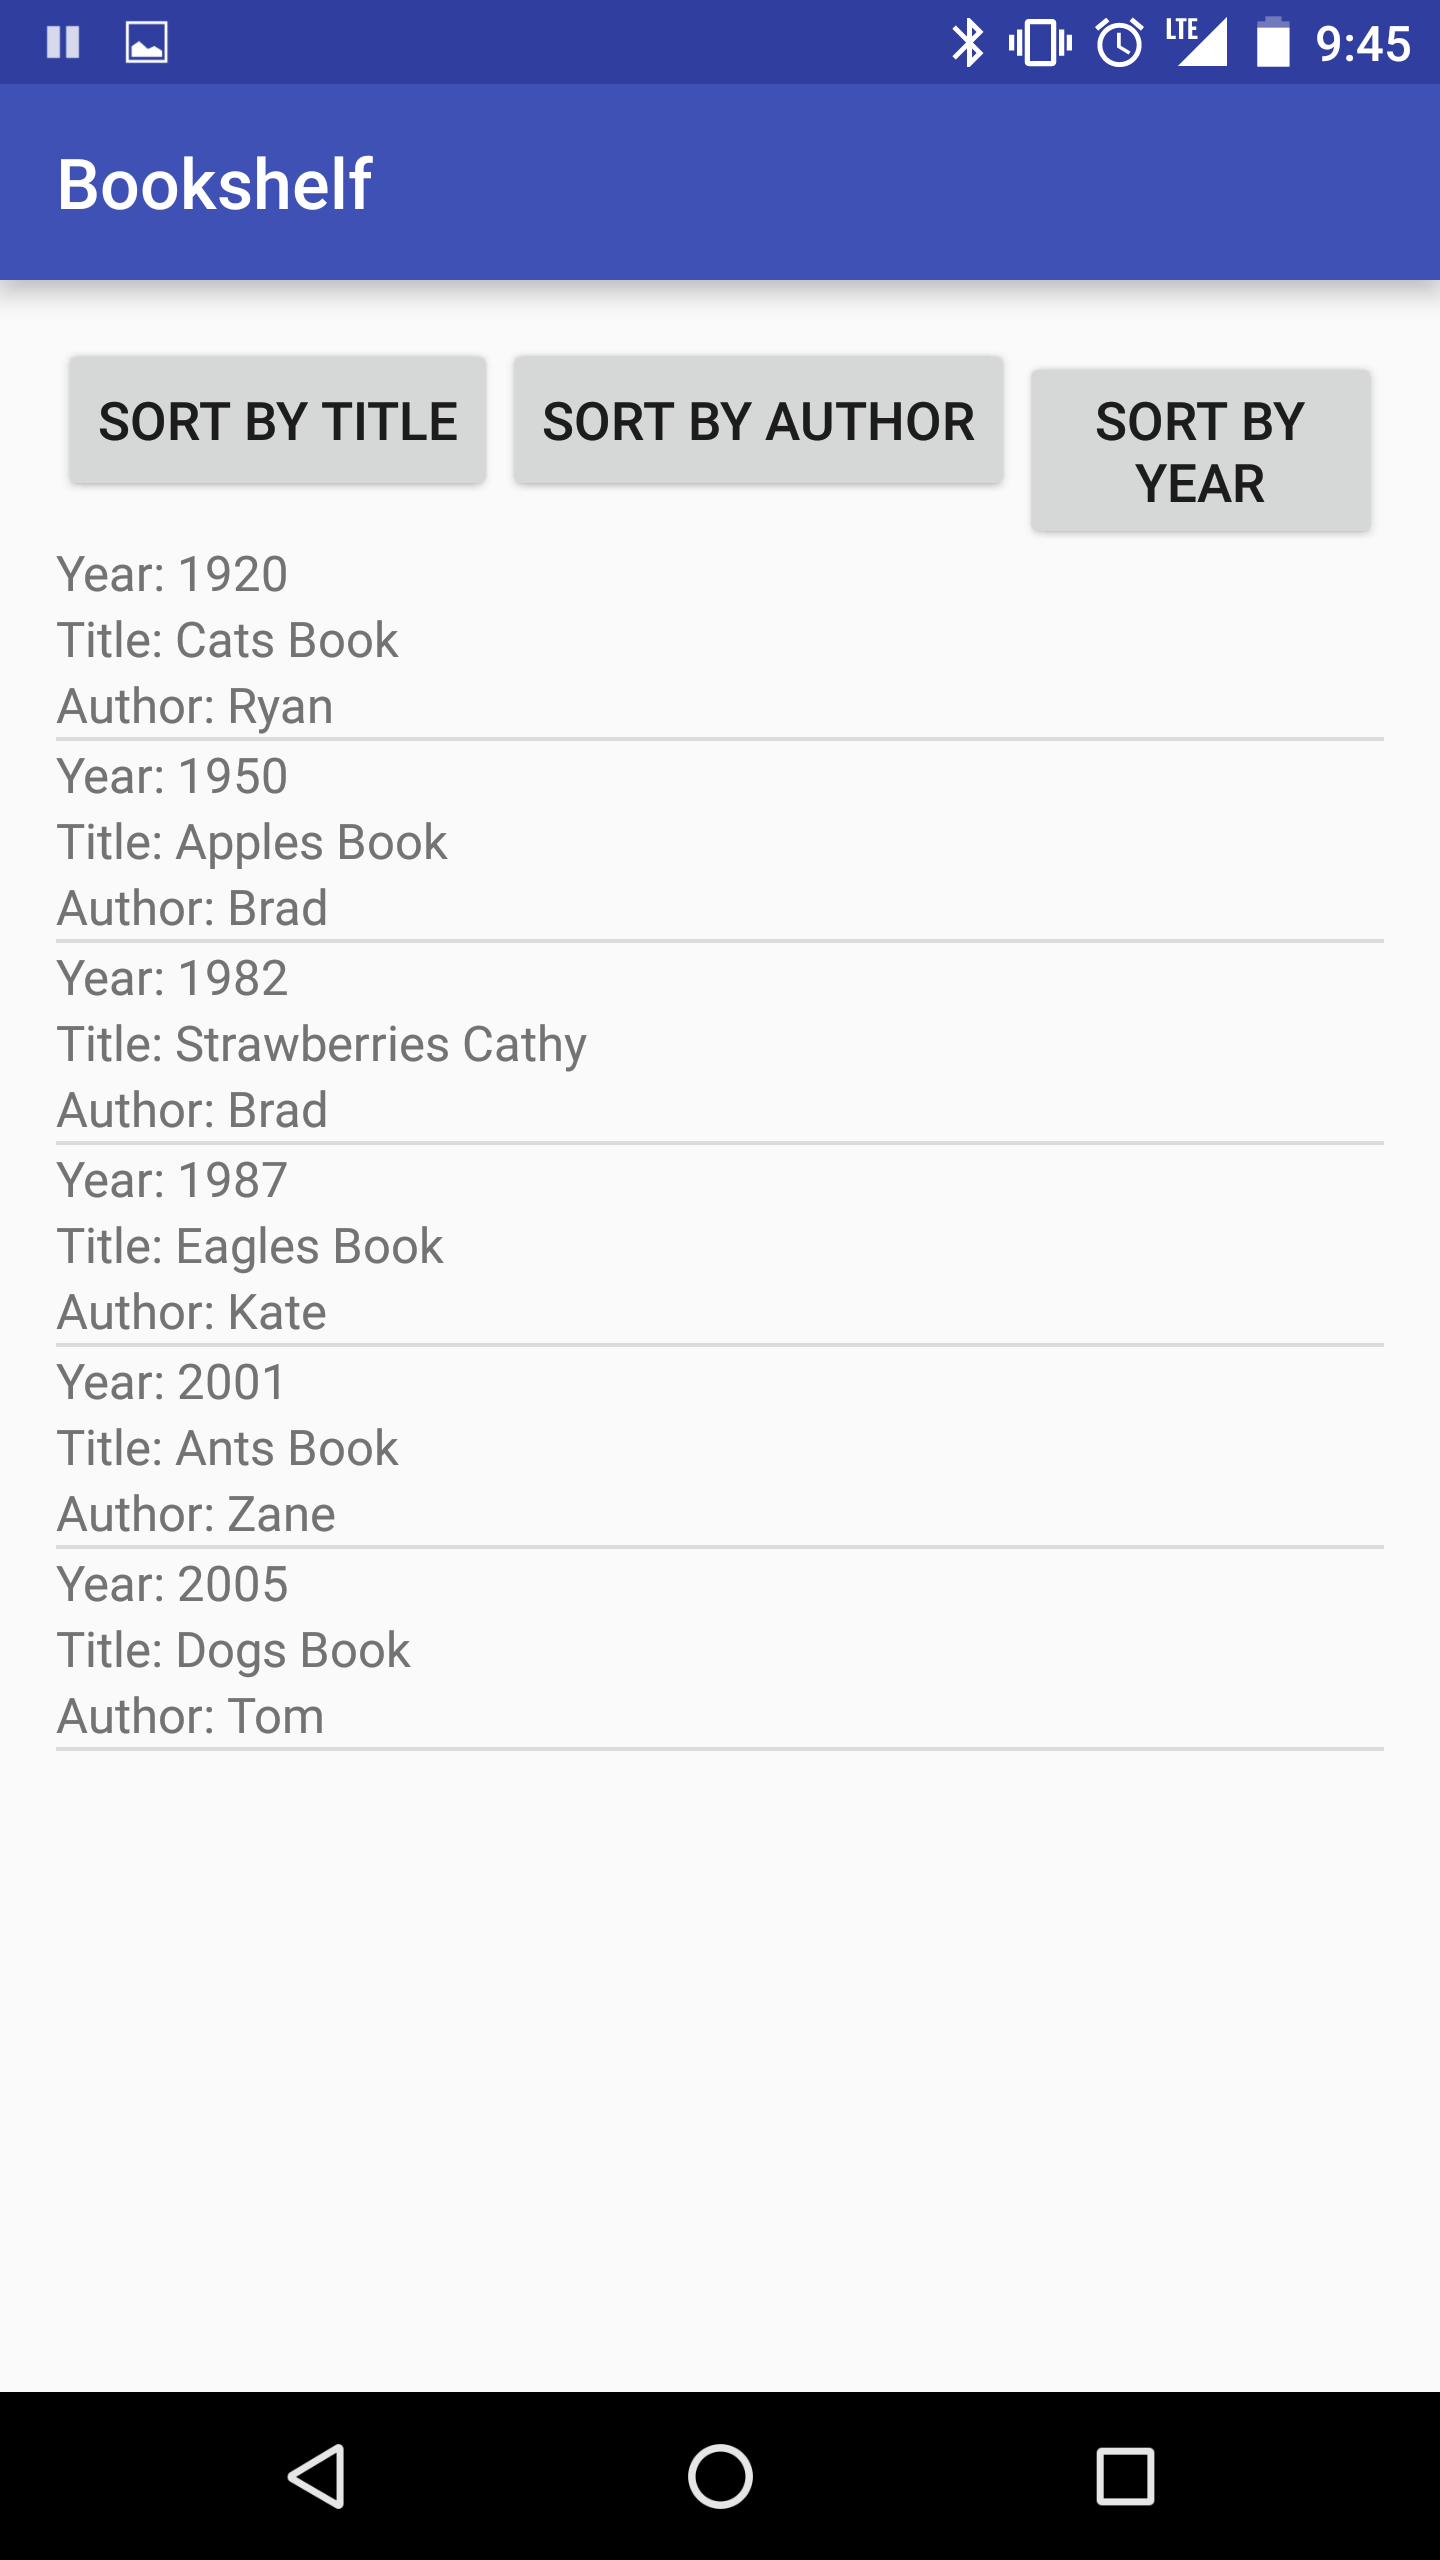 LTE 9:45
Bookshelf
SORT BY TITLE
SORT BY AUTHOR
SORT BY
YEAR
Year: 1920
Title: Cats Book
Author: Ryan
Year: 1950
Title: Apples Book
Author: Brad
Year: 1982
Title: Strawberries Cathy
Author: Brad
Year: 1987
Title: Eagles Book
Author: Kate
Year: 2001
Title: Ants Book
Author: Zane
Year: 2005
Title: Dogs Book
Author: Tom